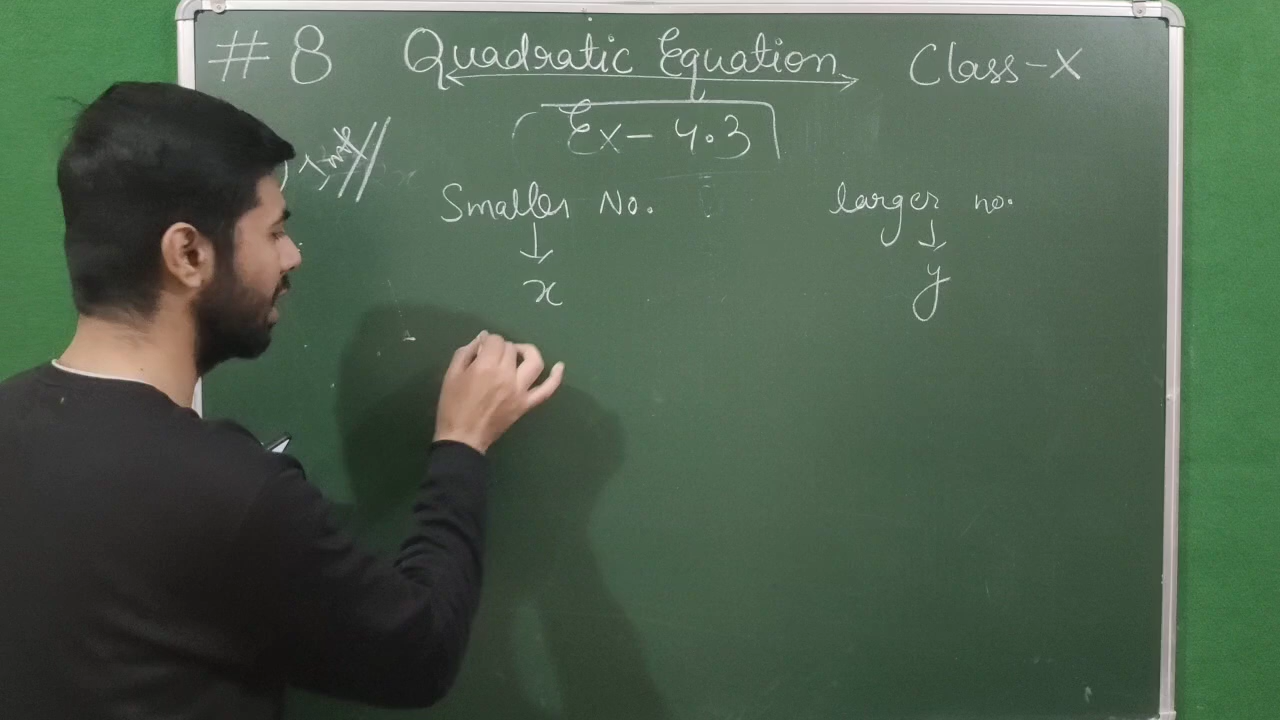 #8 Quadratic Equation Class-X
Ex-4.3
Smaller No. larger no.
x y